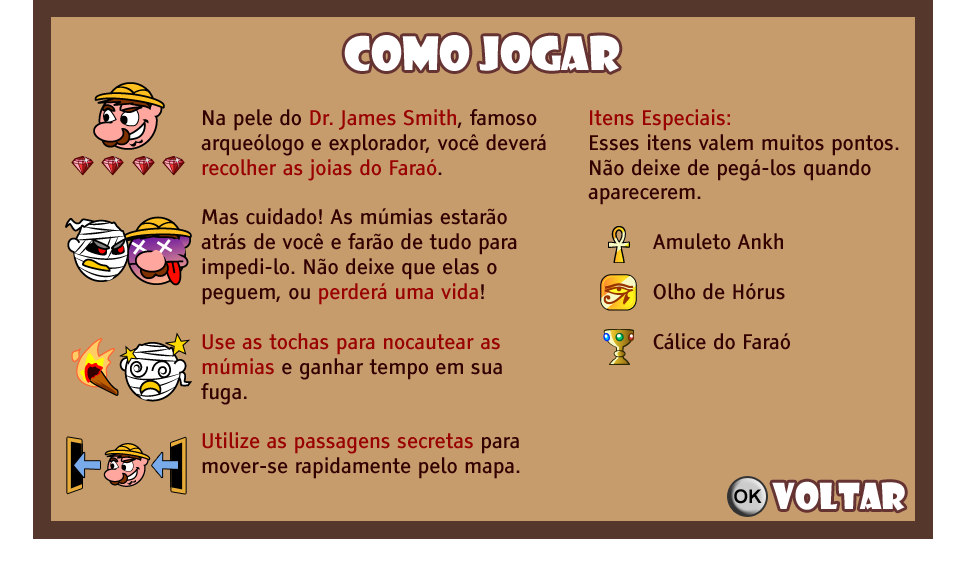 COMO JOGAR
Na pele do Dr. James Smith, famoso
arqueólogo e explorador, você deverá
recolher as joias do Faraó.
Mas cuidado! As múmias estarão
atrás de você e farão de tudo para
impedi-lo. Não deixe que elas o
peguem, ou perderá uma vida!
Use as tochas para nocautear as
múmias e ganhar tempo em sua
fuga.
Utilize as passagens secretas para
mover-se rapidamente pelo mapa.
Itens Especiais:
Esses itens valem muitos pontos.
Não deixe de pegá-los quando
aparecerem.
Amuleto Ankh
Olho de Hórus
Cálice do Faraó
OK VOLTAR